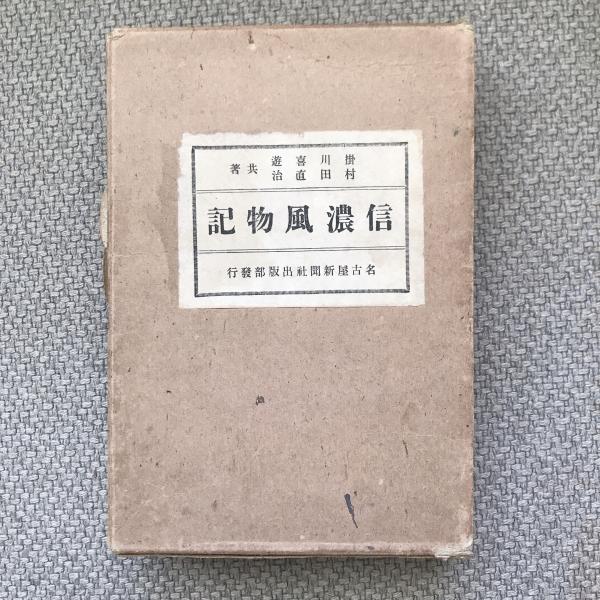 掛川喜遊
村田直治
共著
信濃風物記
名古屋新聞社出版部發行